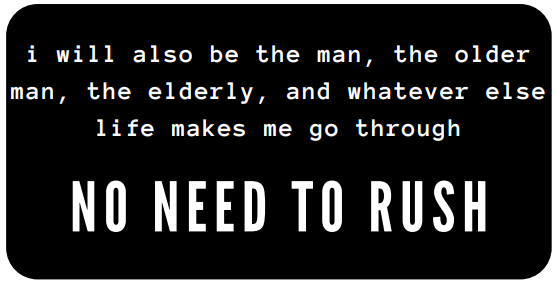 i will also be the man, the older
man, the elderly, and whatever else
life makes me go through
NO NEED TO RUSH